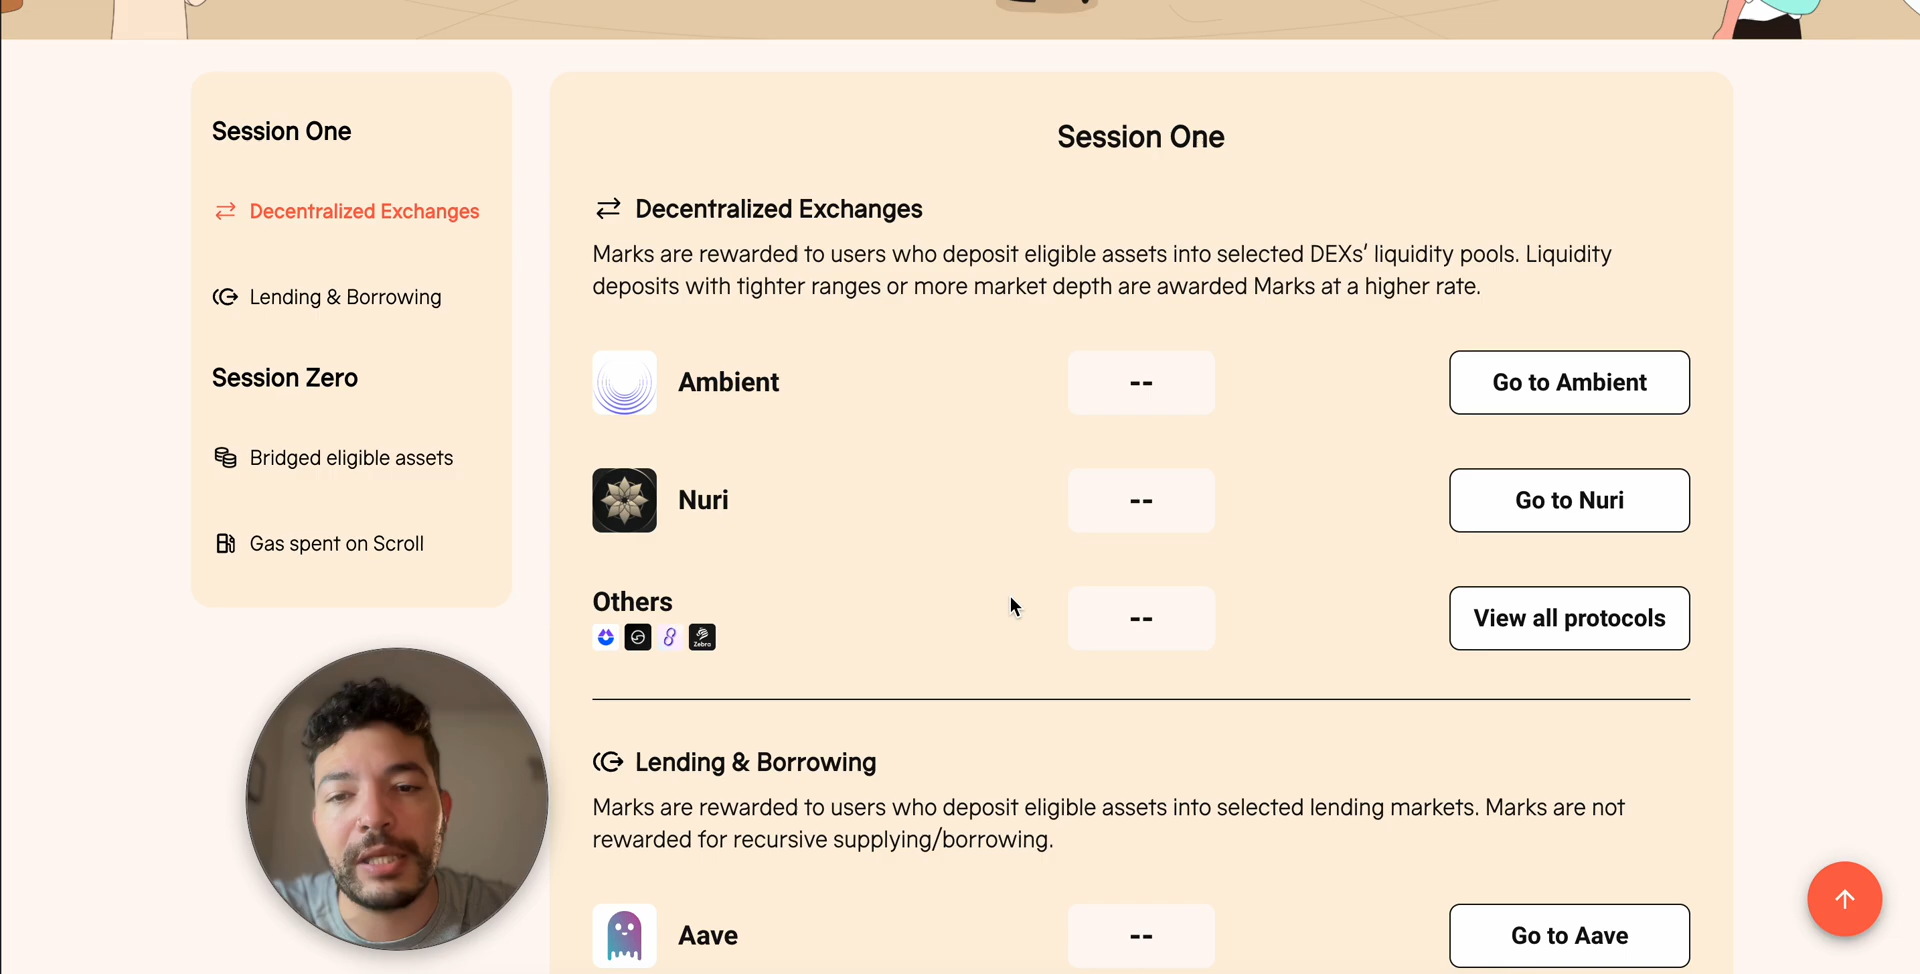 Session One
Decentralized Exchanges
Lending & Borrowing
Session Zero
Bridged eligible assets
Gas spent on Scroll
Session One
Decentralized Exchanges
Marks are rewarded to users who deposit eligible assets into selected DEXs’ liquidity pools. Liquidity
deposits with tighter ranges or more market depth are awarded Marks at a higher rate.
Ambient
--
Go to Ambient
Nuri
--
Go to Nuri
Others
Zebra
--
View all protocols
Lending & Borrowing
Marks are rewarded to users who deposit eligible assets into selected lending markets. Marks are not
rewarded for recursive supplying/borrowing.
Aave
--
Go to Aave